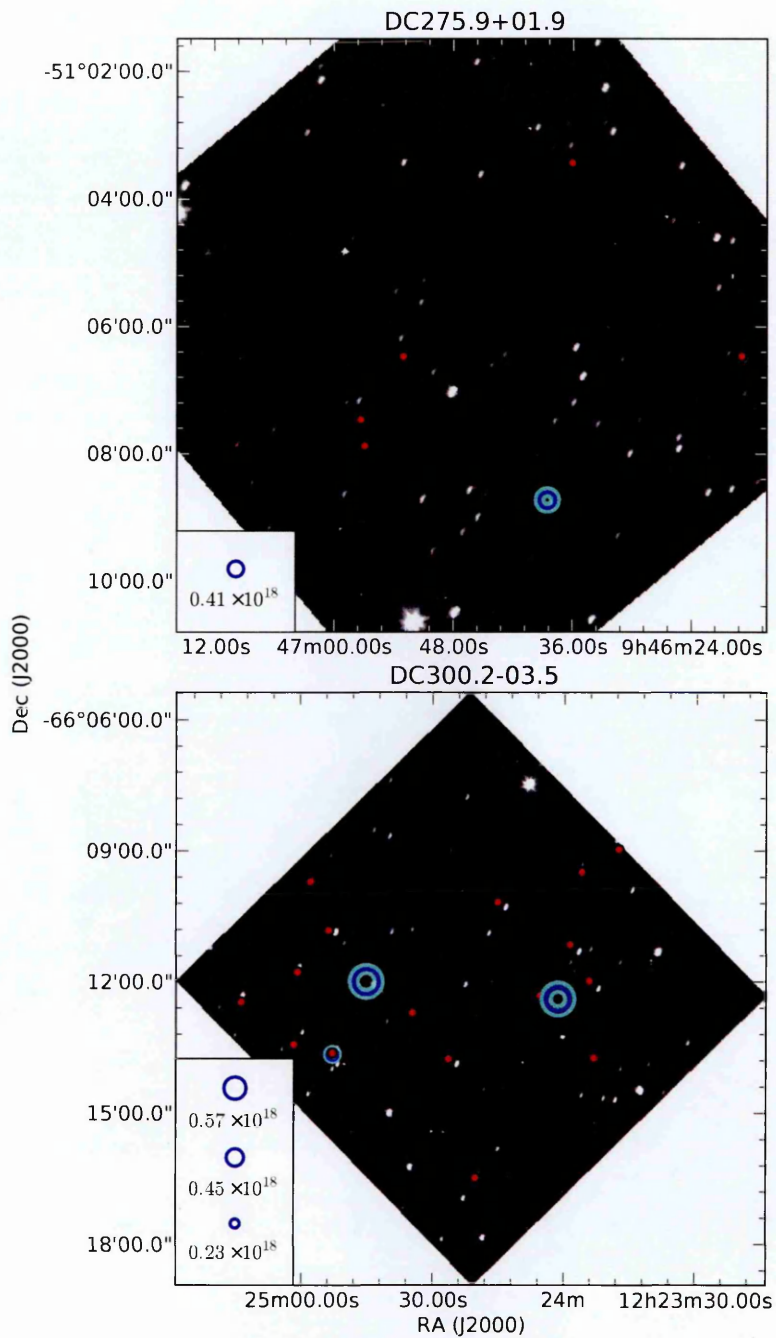 DC275.9+01.9
-51°02'00.0"
04'00.0"
06'00.0"
08'00.0"
10'00.0"
0.41 ×10^18
12.00s 47m00.00s 48.00s 36.00s 9h46m24.00s
Dec (J2000)
DC300.2-03.5
-66°06'00.0"
09'00.0"
12'00.0"
15'00.0"
18'00.0"
0.57 ×10^18
0.45 ×10^18
0.23 ×10^18
25m00.00s 30.00s 24m 12h23m30.00s
RA (J2000)